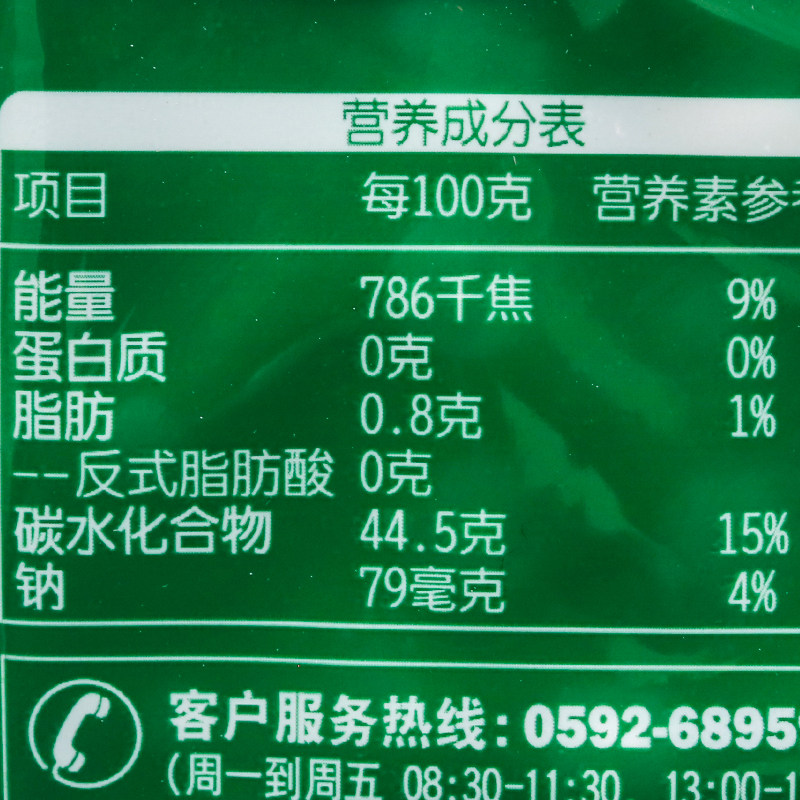 营养成分表
项目 每100克 营养素参
能量 786千焦 9%
蛋白质 0克 0%
脂肪 0.8克 1%
--反式脂肪酸 0克
碳水化合物 44.5克 15%
钠 79毫克 4%
客户服务热线:0592-6895
(周一到周五 08:30-11:30 13:00-1